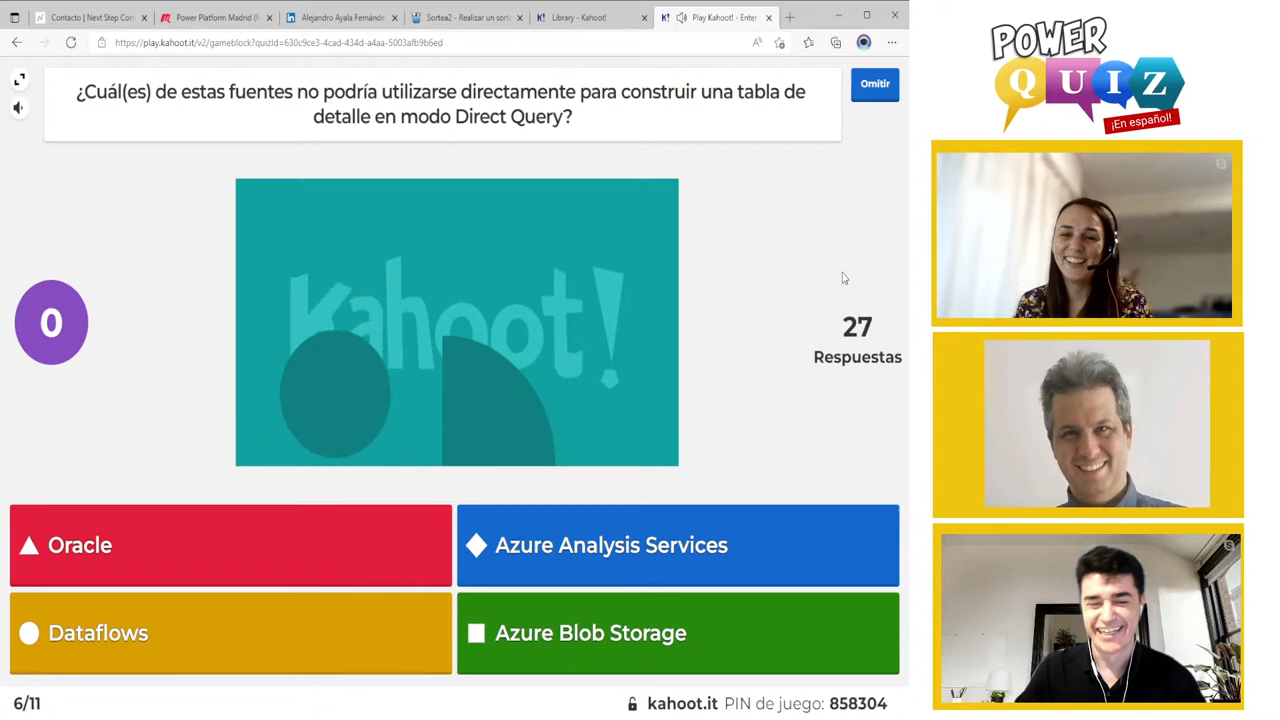 Contacto | Next Step Conc
Power Platform Madrid (M
Alejandro Ayala Fernánde
Sortea2 - Realizar un sorte
Library - Kahoot!
Play Kahoot! - Enter
https://play.kahoot.it/v2/gameblock?quizId=630c9ce3-4cad-434d-a4aa-5003afb9b6ed
¿Cuál(es) de estas fuentes no podría utilizarse directamente para construir una tabla de
detalle en modo Direct Query?
Omitir
Kahoot!
0
27
Respuestas
Oracle
Azure Analysis Services
Dataflows
Azure Blob Storage
6/11
kahoot.it PIN de juego: 858304
POWER
QUIZ
¡En español!